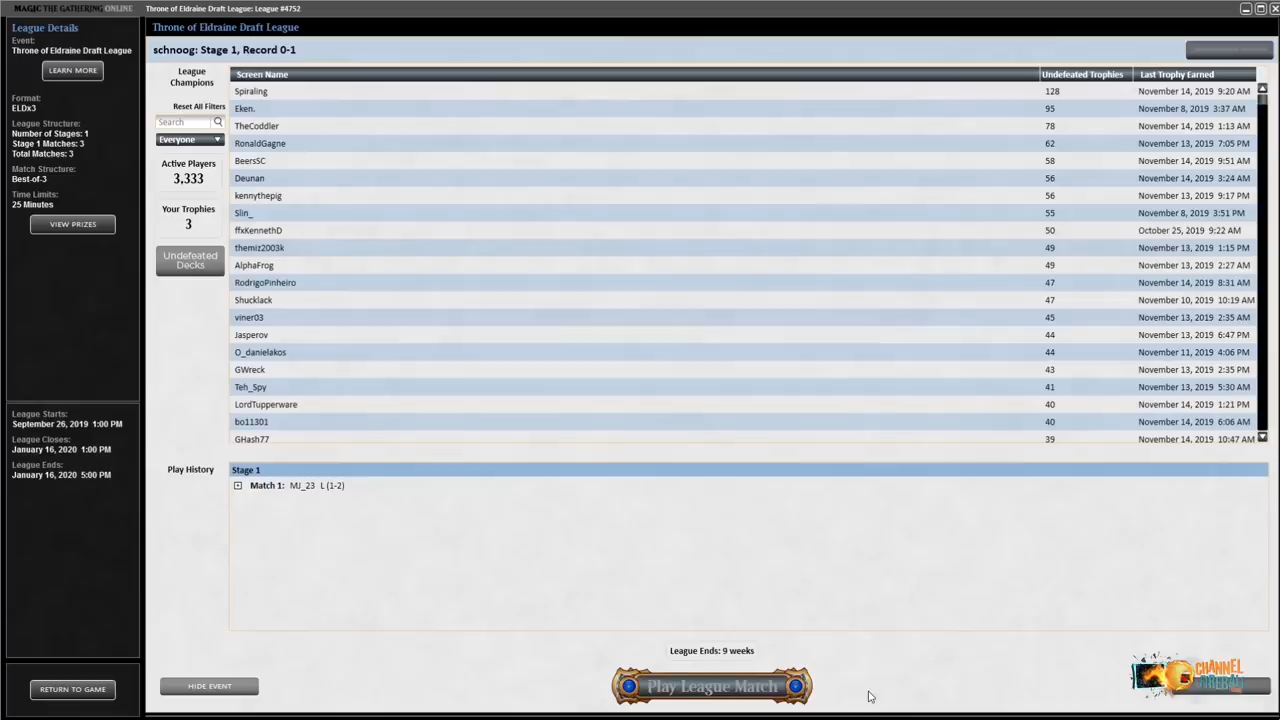 MAGIC THE GATHERING ONLINE
Throne of Eldraine Draft League: League #4752
League Details
Event:
Throne of Eldraine Draft League
LEARN MORE
Format:
ELDx3
League Structure:
Number of Stages: 1
Stage 1 Matches: 3
Total Matches: 3
Match Structure:
Best-of-3
Time Limits:
25 Minutes
VIEW PRIZES
League Starts:
September 26, 2019 1:00 PM
League Closes:
January 16, 2020 1:00 PM
League Ends:
January 16, 2020 5:00 PM
RETURN TO GAME
Throne of Eldraine Draft League
schnoog: Stage 1, Record 0-1
League Champions
Reset All Filters
Search
Everyone
Active Players
3,333
Your Trophies
3
Undefeated Decks
Screen Name Undefeated Trophies Last Trophy Earned
Spiraling 128 November 14, 2019 9:20 AM
Eken. 95 November 8, 2019 3:37 AM
TheCoddler 78 November 14, 2019 1:13 AM
RonaldGagne 62 November 13, 2019 7:05 PM
BeersSC 58 November 14, 2019 9:51 AM
Deunan 56 November 14, 2019 3:24 AM
kennythepig 56 November 13, 2019 9:17 PM
Slin_ 55 November 8, 2019 3:51 PM
ffxKennethD 50 October 25, 2019 9:22 AM
themiz2003k 49 November 13, 2019 1:15 PM
AlphaFrog 49 November 13, 2019 2:27 AM
RodrigoPinheiro 47 November 14, 2019 8:31 AM
Shucklack 47 November 10, 2019 10:19 AM
viner03 45 November 13, 2019 2:35 AM
Jasperov 44 November 13, 2019 6:47 PM
O_danielakos 44 November 11, 2019 4:06 PM
GWreck 43 November 13, 2019 2:35 PM
Teh_Spy 41 November 13, 2019 5:30 AM
LordTupperware 40 November 14, 2019 1:21 PM
bo11301 40 November 14, 2019 6:06 AM
GHash77 39 November 14, 2019 10:47 AM
Play History
Stage 1
Match 1: MJ_23 L (1-2)
League Ends: 9 weeks
HIDE EVENT
Play League Match
CHANNEL
FIREBALL